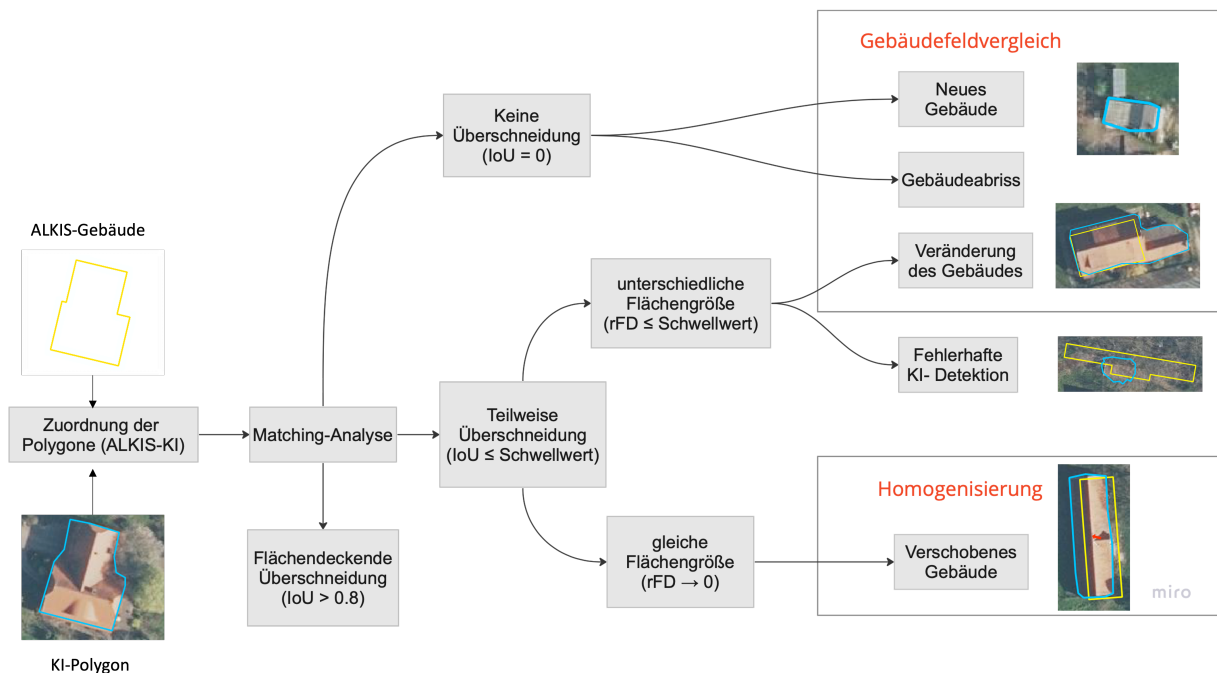 Gebäudefeldvergleich
Neues
Gebäude
Keine
Überschneidung
(IoU = 0)
Gebäudeabriss
ALKIS-Gebäude
Veränderung
des Gebäudes
unterschiedliche
Flächengröße
(rFD ≤ Schwellwert)
Fehlerhafte
KI- Detektion
Zuordnung der
Polygone (ALKIS-KI)
Matching-Analyse
Teilweise
Überschneidung
(IoU ≤ Schwellwert)
Homogenisierung
Flächendeckende
Überschneidung
(IoU > 0.8)
gleiche
Flächengröße
(rFD → 0)
Verschobenes
Gebäude
miro
KI-Polygon